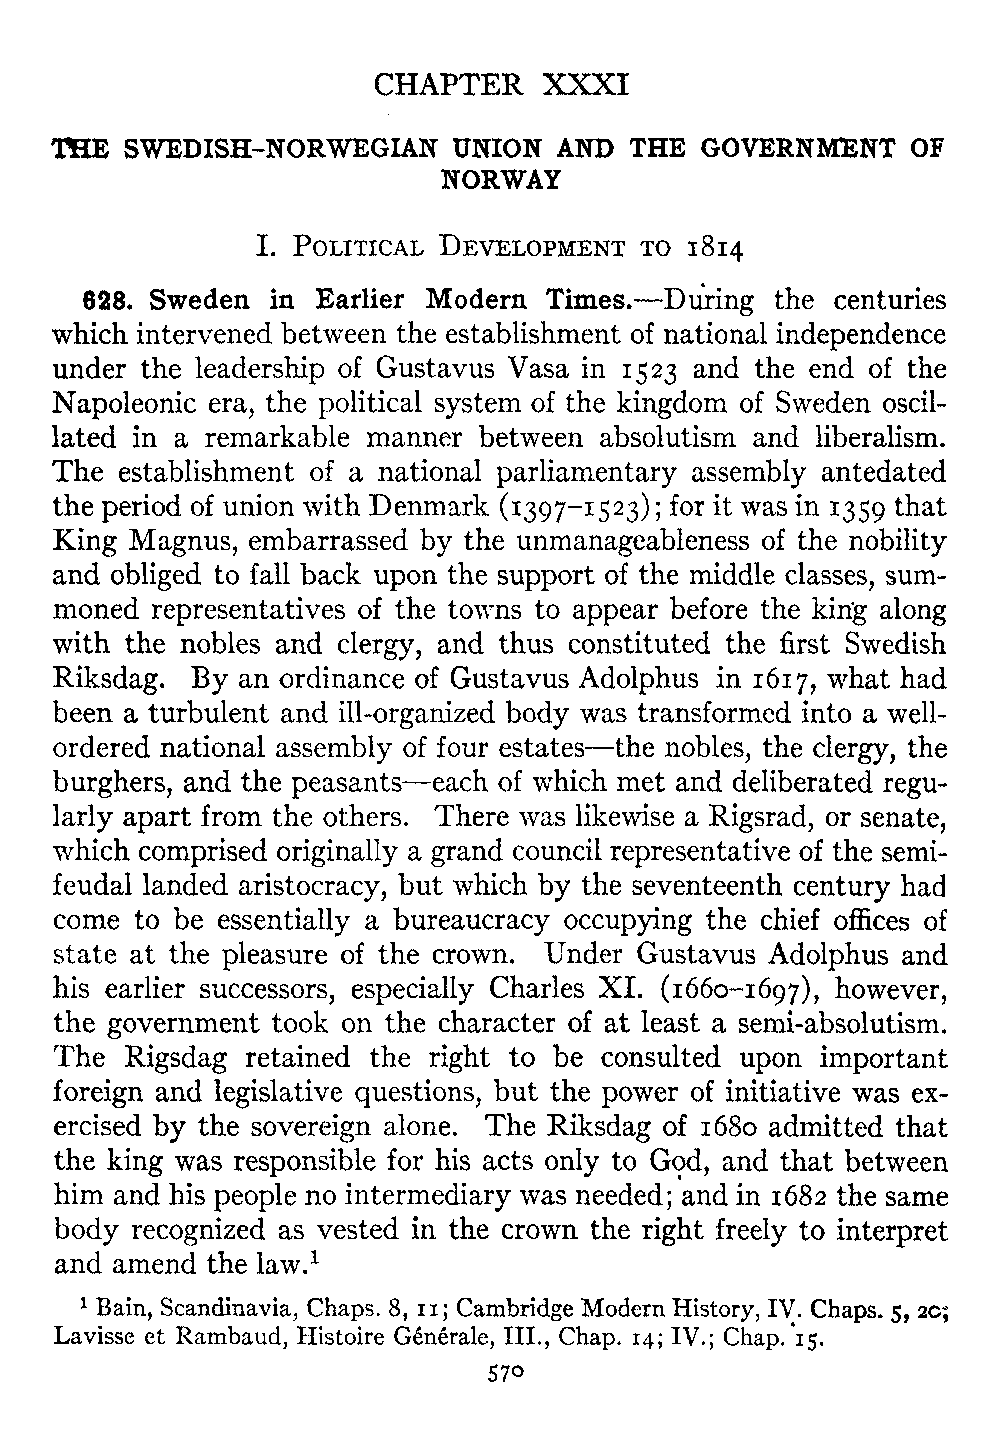 CHAPTER XXXI
THE SWEDISH-NORWEGIAN UNION AND THE GOVERNMENT OF
NORWAY
I. POLITICAL DEVELOPMENT TO 1814
628. Sweden in Earlier Modern Times.—During the centuries
which intervened between the establishment of national independence
under the leadership of Gustavus Vasa in 1523 and the end of the
Napoleonic era, the political system of the kingdom of Sweden oscil-
lated in a remarkable manner between absolutism and liberalism.
The establishment of a national parliamentary assembly antedated
the period of union with Denmark (1397–1523); for it was in 1359 that
King Magnus, embarrassed by the unmanageableness of the nobility
and obliged to fall back upon the support of the middle classes, sum-
moned representatives of the towns to appear before the king along
with the nobles and clergy, and thus constituted the first Swedish
Riksdag. By an ordinance of Gustavus Adolphus in 1617, what had
been a turbulent and ill-organized body was transformed into a well-
ordered national assembly of four estates—the nobles, the clergy, the
burghers, and the peasants—each of which met and deliberated regu-
larly apart from the others. There was likewise a Rigsrad, or senate,
which comprised originally a grand council representative of the semi-
feudal landed aristocracy, but which by the seventeenth century had
come to be essentially a bureaucracy occupying the chief offices of
state at the pleasure of the crown. Under Gustavus Adolphus and
his earlier successors, especially Charles XI. (1660–1697), however,
the government took on the character of at least a semi-absolutism.
The Rigsdag retained the right to be consulted upon important
foreign and legislative questions, but the power of initiative was ex-
ercised by the sovereign alone. The Riksdag of 1680 admitted that
the king was responsible for his acts only to God, and that between
him and his people no intermediary was needed; and in 1682 the same
body recognized as vested in the crown the right freely to interpret
and amend the law.¹
¹ Bain, Scandinavia, Chaps. 8, 11; Cambridge Modern History, IV. Chaps. 5, 20;
Lavisse et Rambaud, Histoire Générale, III., Chap. 14; IV.; Chap. 15.
570